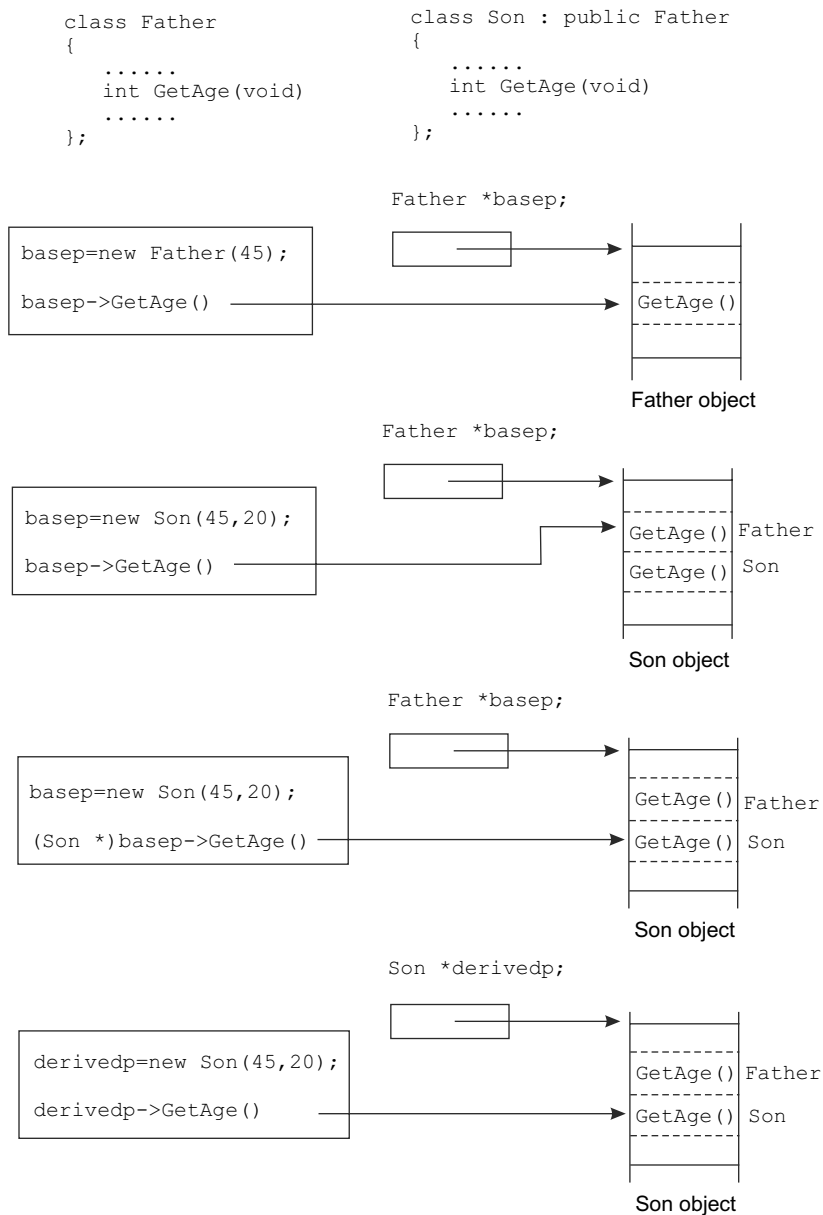 class Father
{
......
int GetAge(void)
......
};
class Son : public Father
{
......
int GetAge(void)
......
};
Father *basep;
basep=new Father(45);
basep->GetAge()
GetAge()
Father object
Father *basep;
basep=new Son(45,20);
basep->GetAge()
GetAge() Father
GetAge() Son
Son object
Father *basep;
basep=new Son(45,20);
(Son *)basep->GetAge()
GetAge() Father
GetAge() Son
Son object
Son *derivedp;
derivedp=new Son(45,20);
derivedp->GetAge()
GetAge() Father
GetAge() Son
Son object